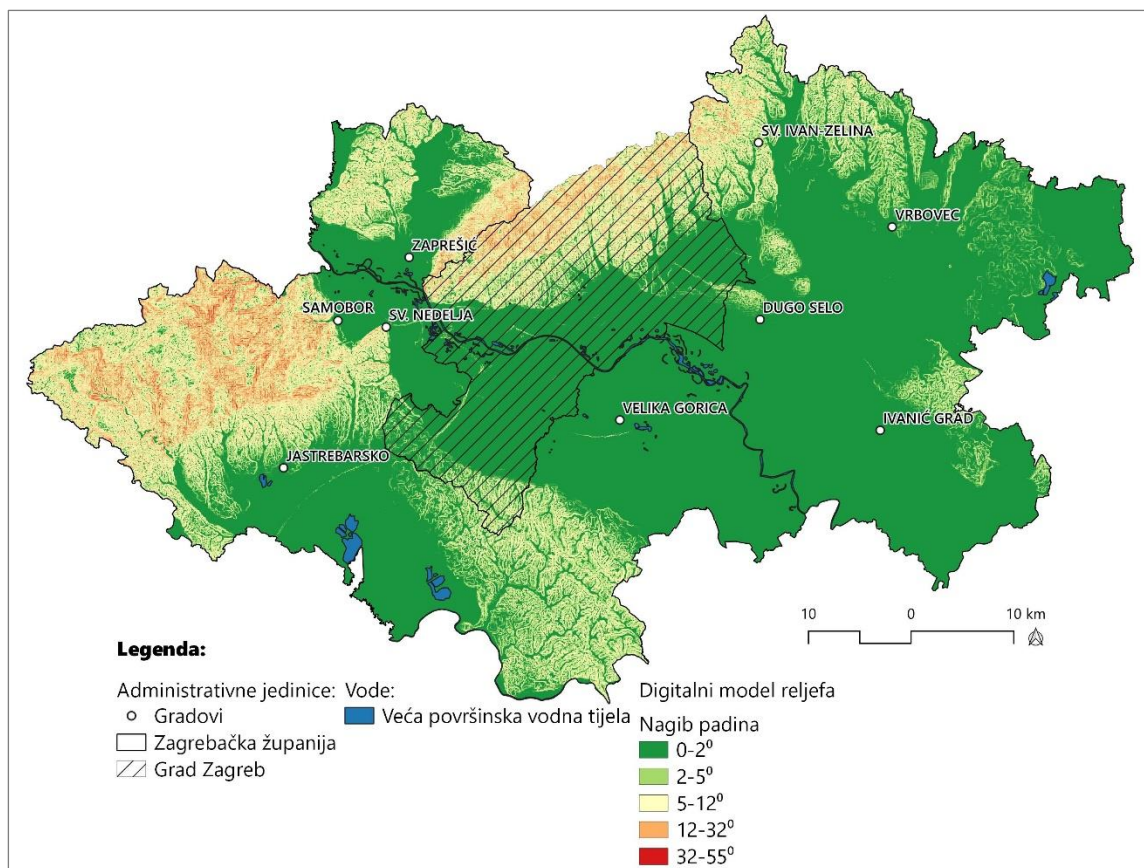 SV. IVAN-ZELINA
VRBOVEC
ZAPREŠIĆ
SAMOBOR
SV. NEDELJA
DUGO SELO
VELIKA GORICA
IVANIĆ GRAD
JASTREBARSKO
10 0 10 km
Legenda:
Administrativne jedinice:
Gradovi
Zagrebačka županija
Grad Zagreb
Vode:
Veća površinska vodna tijela
Digitalni model reljefa
Nagib padina
0-2⁰
2-5⁰
5-12⁰
12-32⁰
32-55⁰